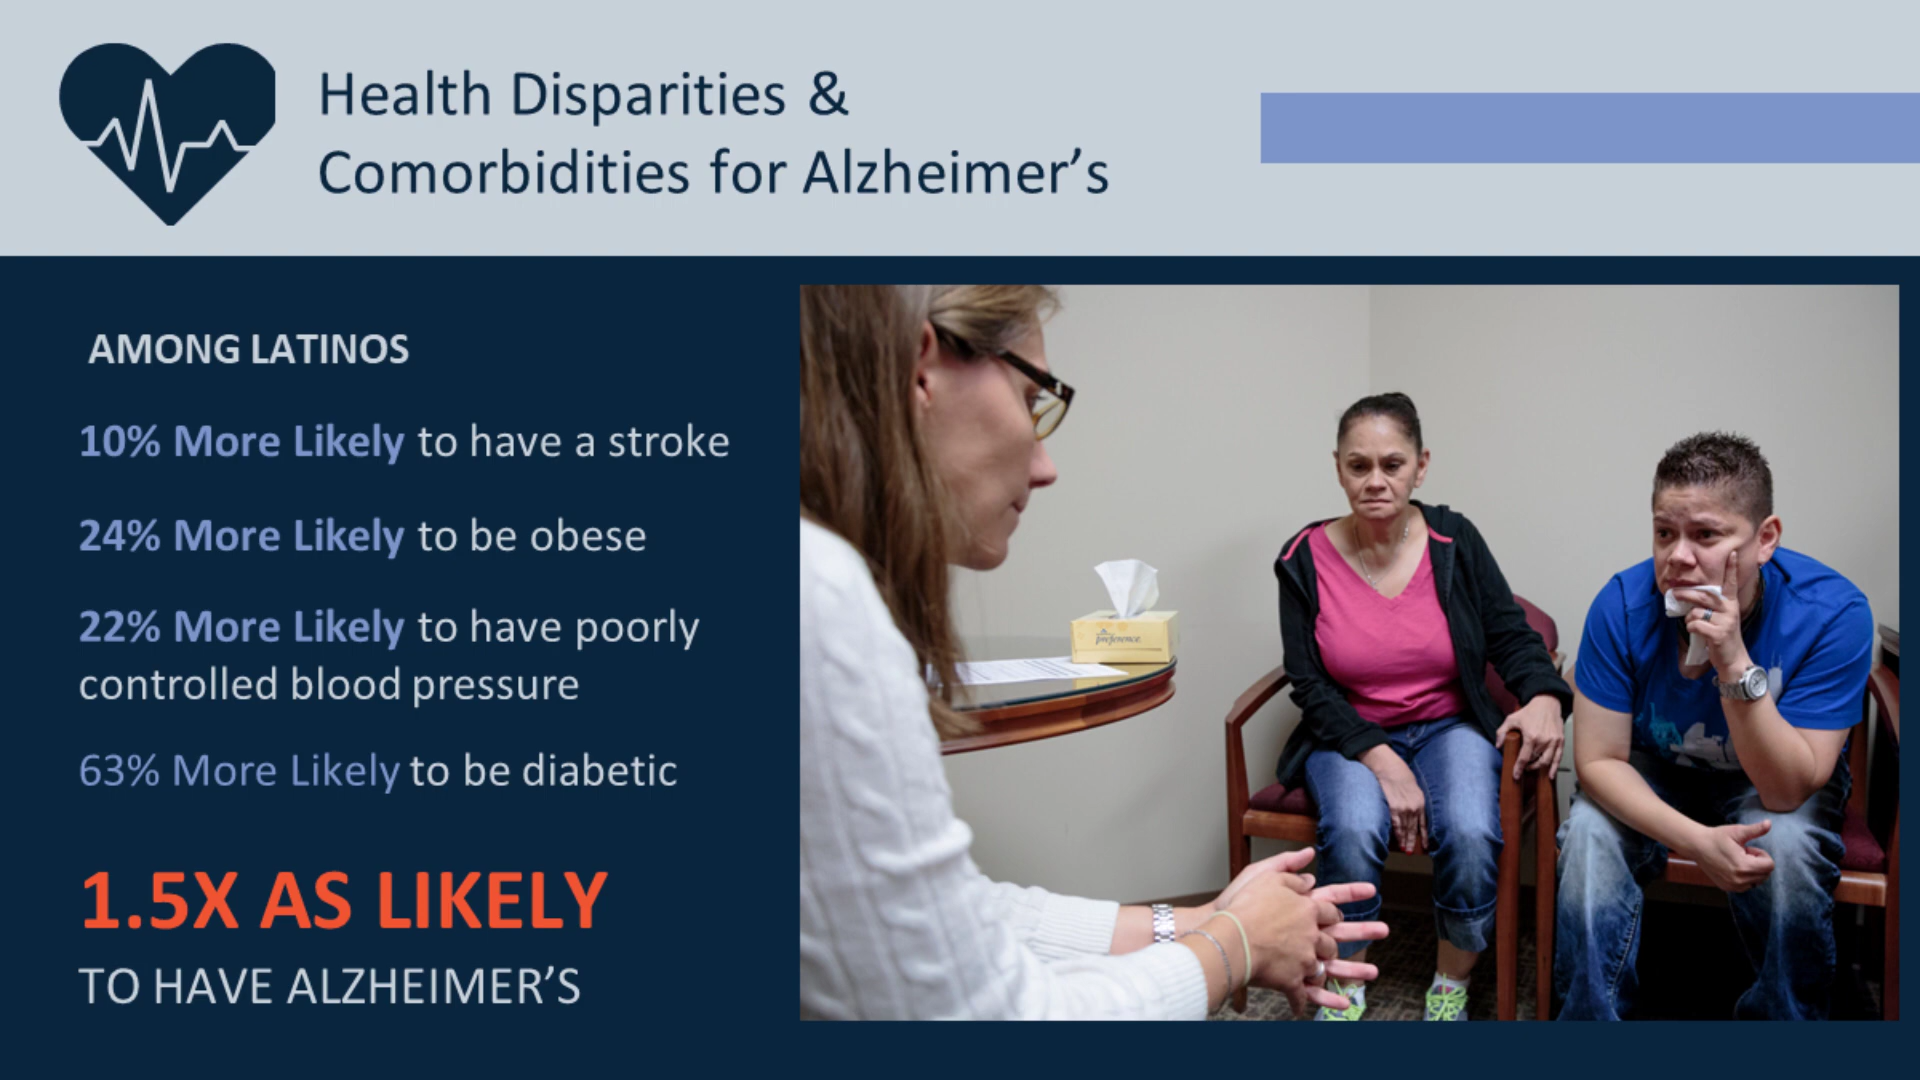 Health Disparities &
Comorbidities for Alzheimer’s
AMONG LATINOS
10% More Likely to have a stroke
24% More Likely to be obese
22% More Likely to have poorly
controlled blood pressure
63% More Likely to be diabetic
1.5X AS LIKELY
TO HAVE ALZHEIMER’S
preference.